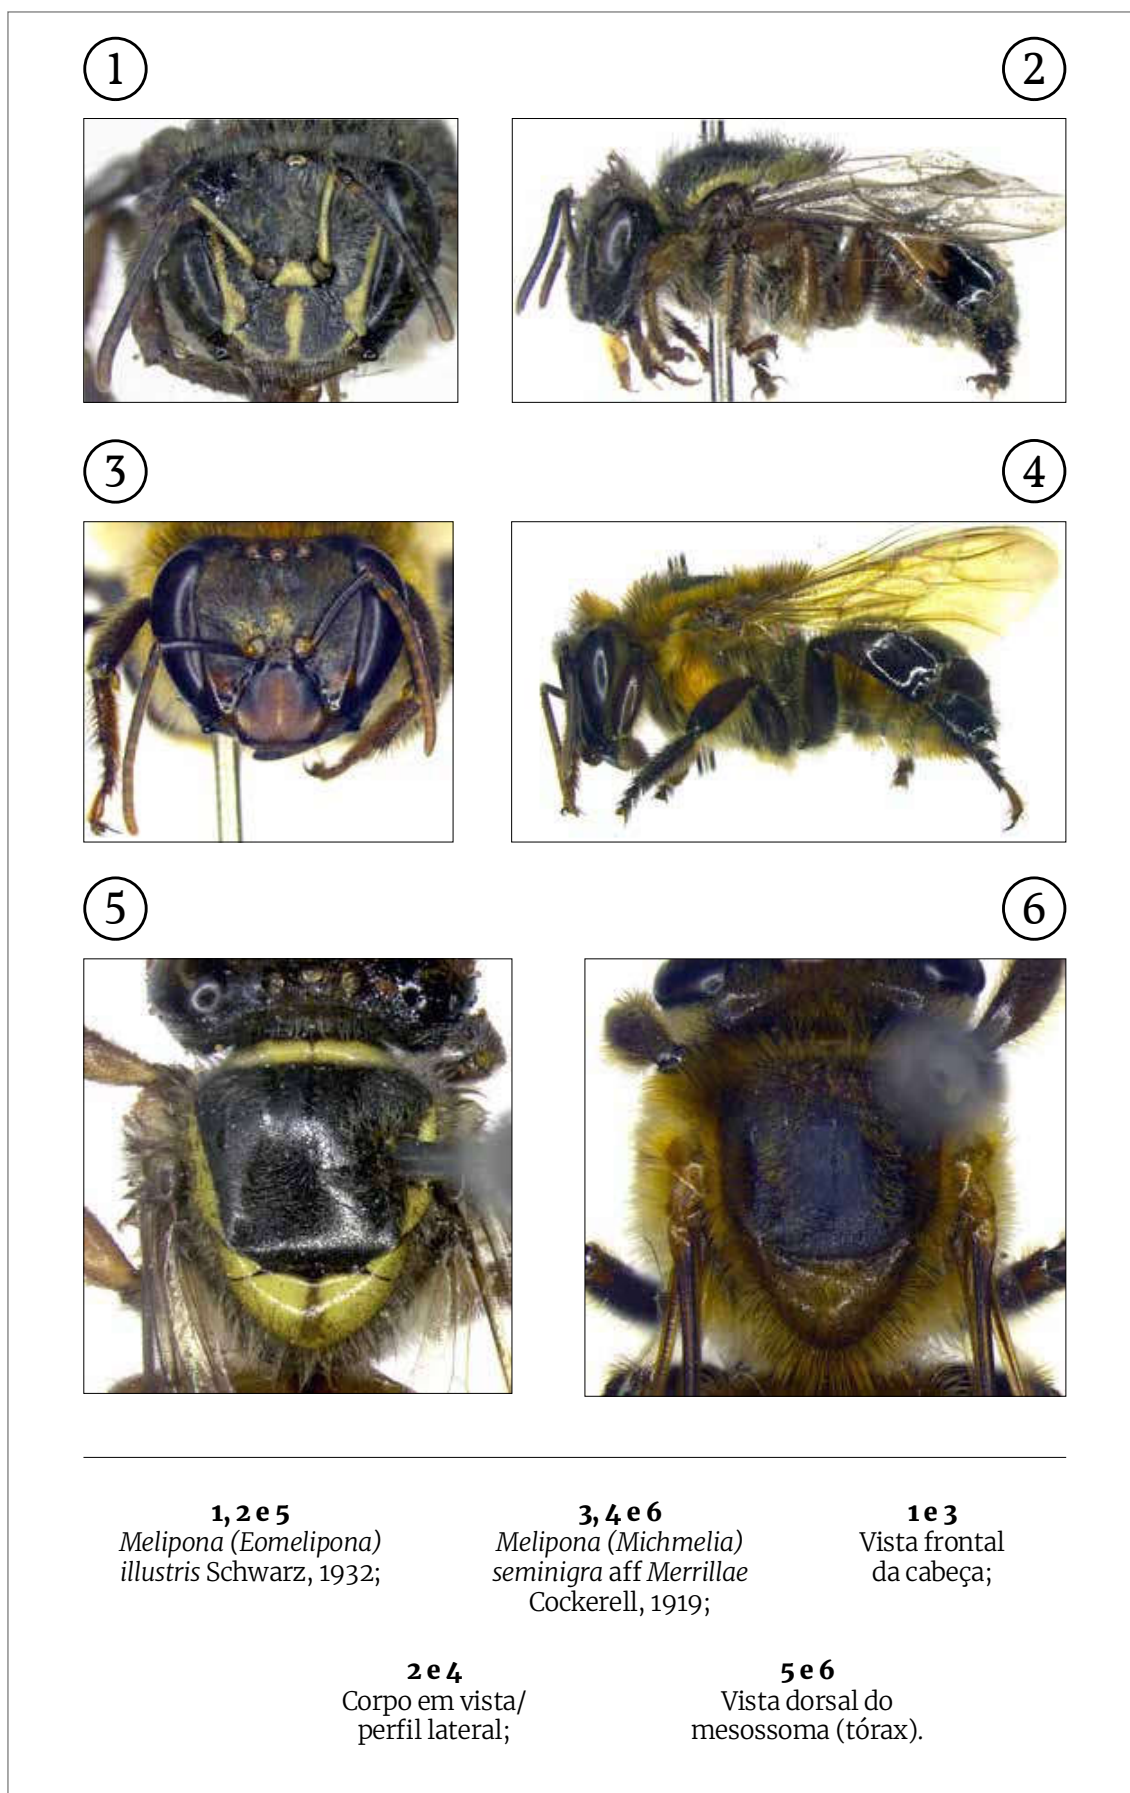 1
2
3
4
5
6
1, 2 e 5
Melipona (Eomelipona)
illustris Schwarz, 1932;
3, 4 e 6
Melipona (Michmelia)
seminigra aff Merrillae
Cockerell, 1919;
1 e 3
Vista frontal
da cabeça;
2 e 4
Corpo em vista/
perfil lateral;
5 e 6
Vista dorsal do
mesossoma (tórax).